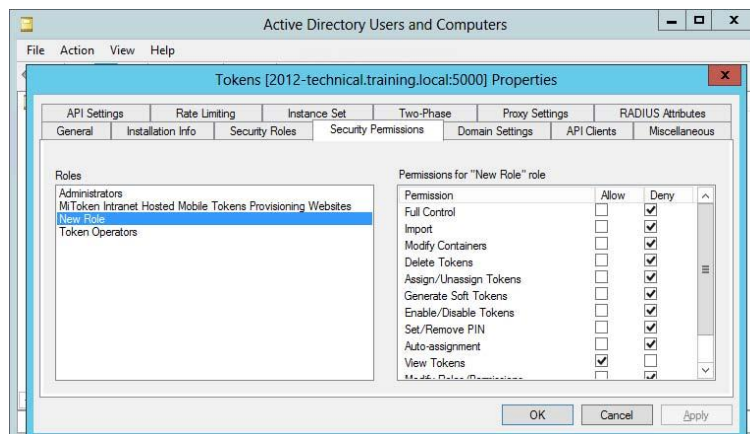 Active Directory Users and Computers
File Action View Help
Tokens [2012-technical.training.local:5000] Properties
API Settings Rate Limiting Instance Set Two-Phase Proxy Settings RADIUS Attributes
General Installation Info Security Roles Security Permissions Domain Settings API Clients Miscellaneous
Roles
Administrators
MiToken Intranet Hosted Mobile Tokens Provisioning Websites
New Role
Token Operators
Permissions for "New Role" role
Permission Allow Deny
Full Control
Import
Modify Containers
Delete Tokens
Assign/Unassign Tokens
Generate Soft Tokens
Enable/Disable Tokens
Set/Remove PIN
Auto-assignment
View Tokens
Modify Roles/Permissions
OK Cancel Apply